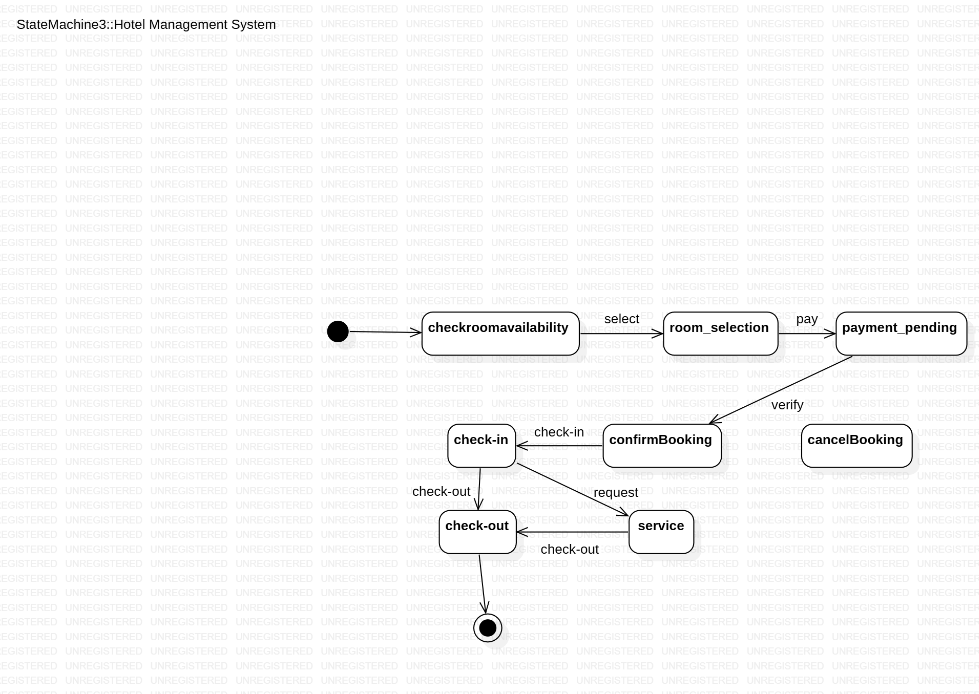 StateMachine3::Hotel Management System
checkroomavailability
select
room_selection
pay
payment_pending
verify
check-in
check-in
confirmBooking
cancelBooking
check-out
request
check-out
service
check-out
UNREGISTERED